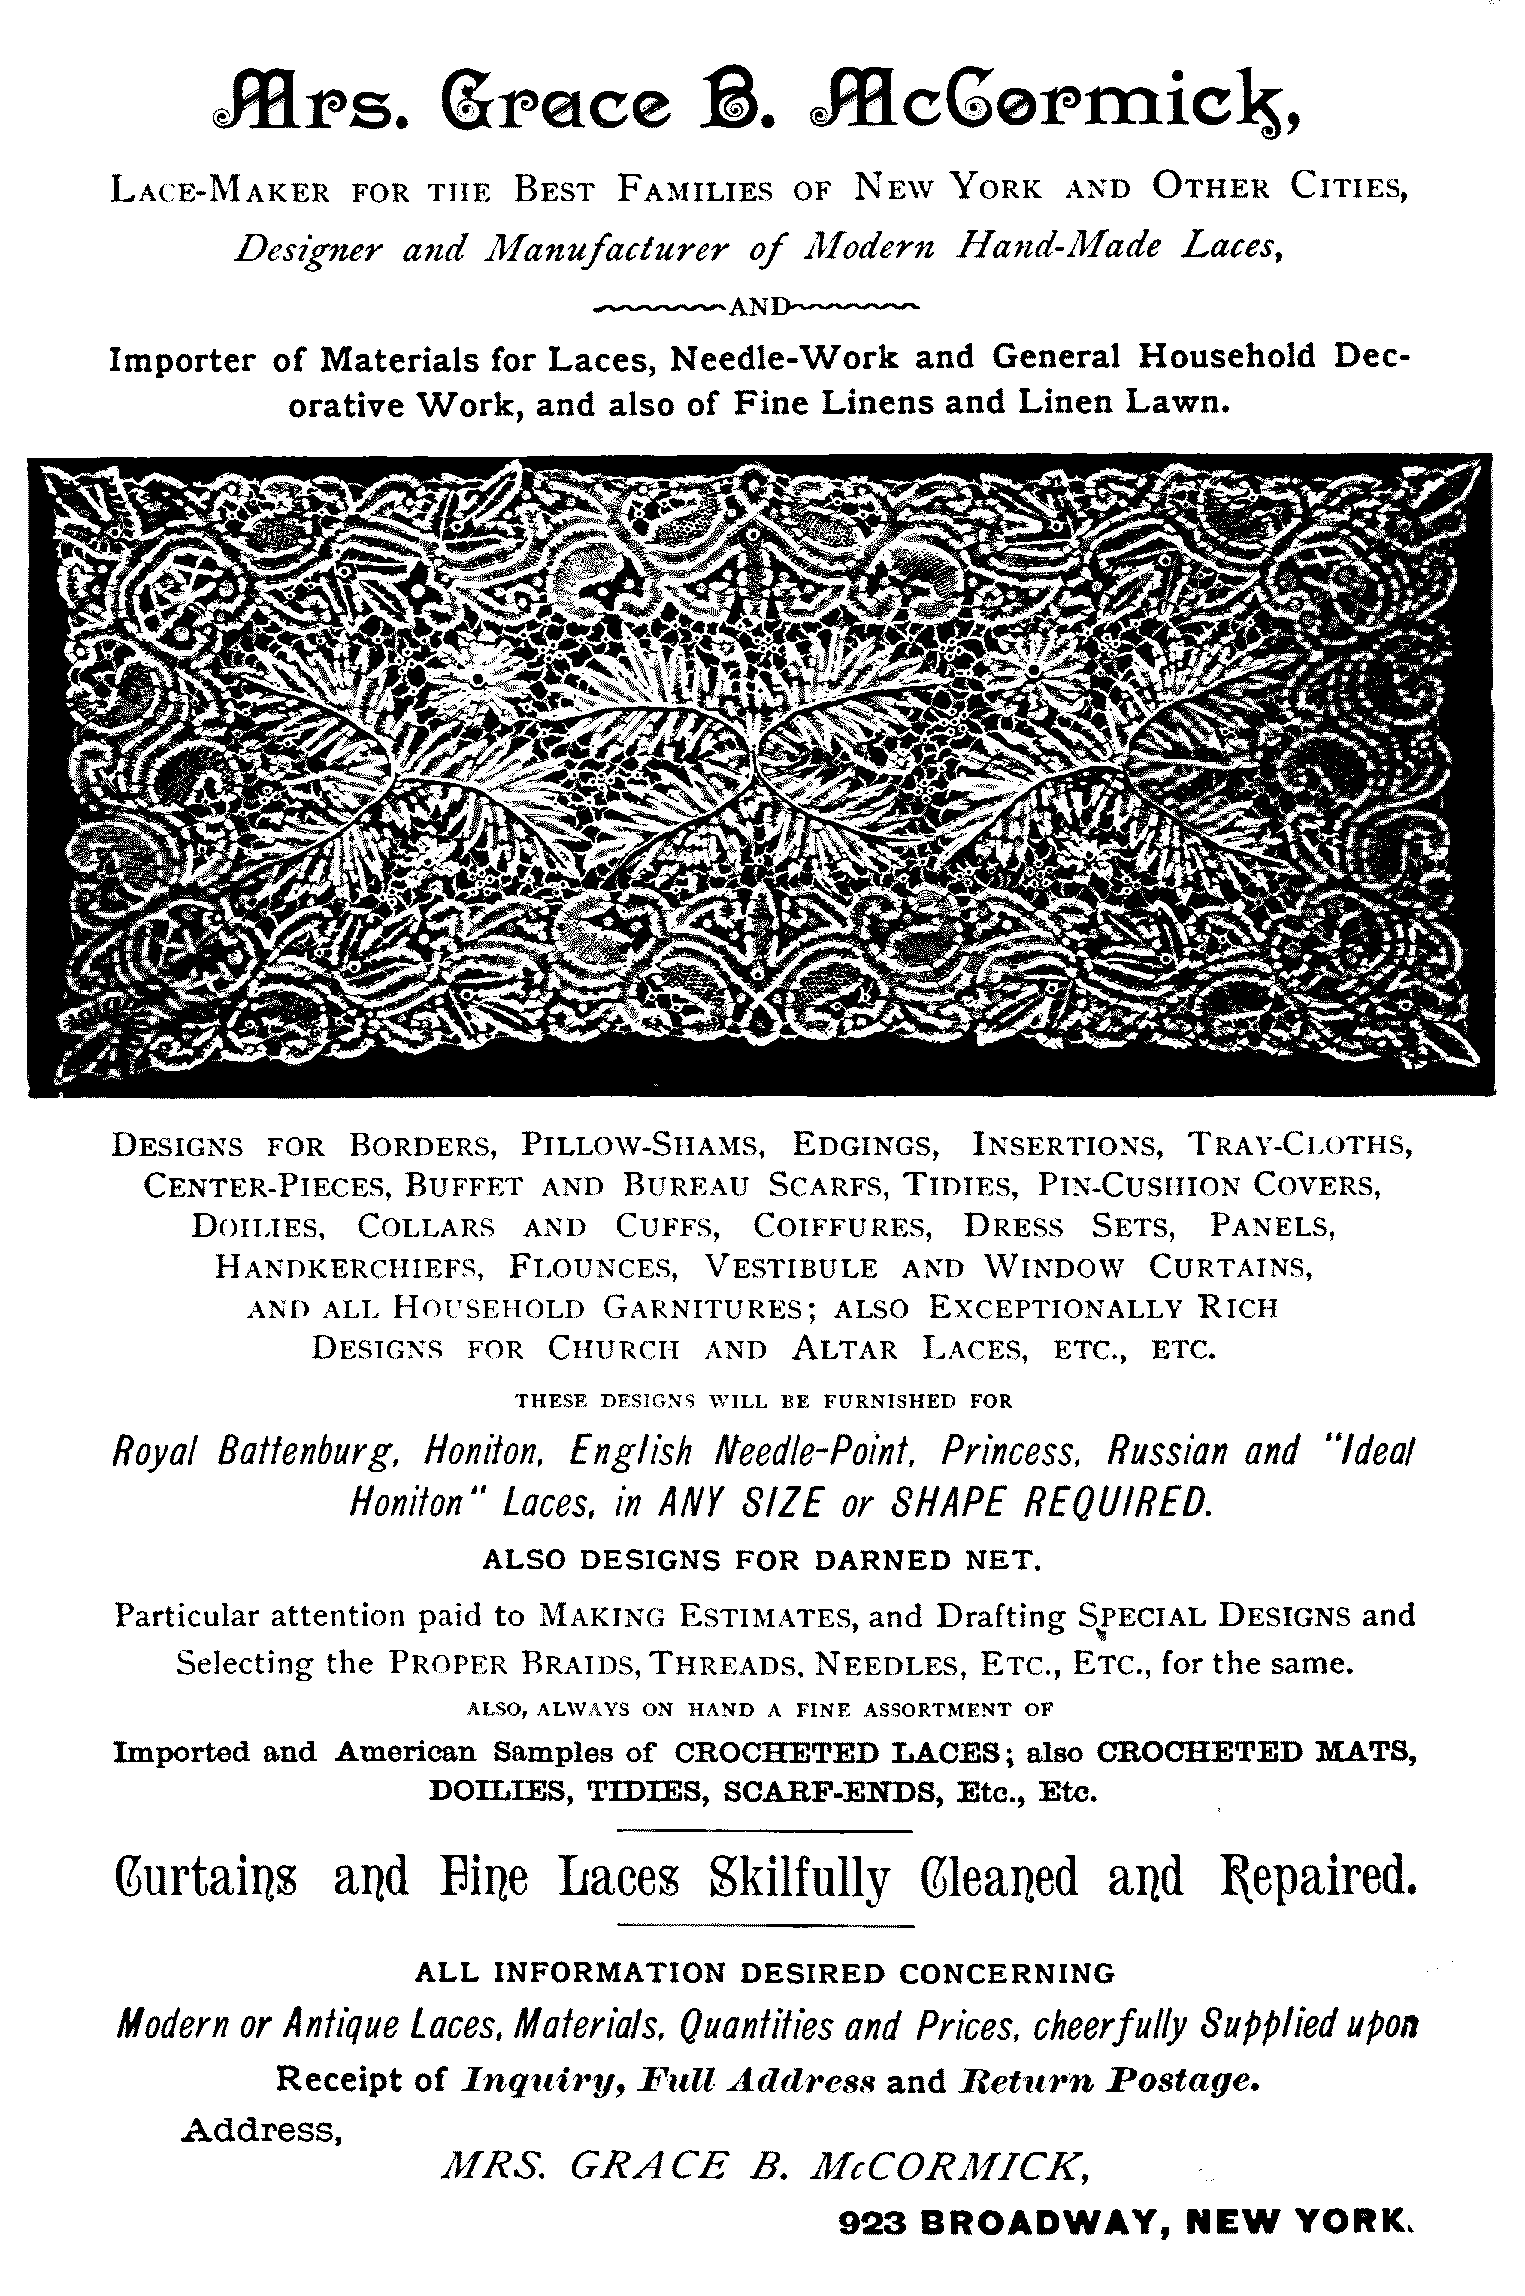 Mrs. Grace B. McCormick,
Lace-Maker for the Best Families of New York and Other Cities,
Designer and Manufacturer of Modern Hand-Made Laces,
AND
Importer of Materials for Laces, Needle-Work and General Household Dec-
orative Work, and also of Fine Linens and Linen Lawn.
Designs for Borders, Pillow-Shams, Edgings, Insertions, Tray-Cloths,
Center-Pieces, Buffet and Bureau Scarfs, Tidies, Pin-Cushion Covers,
Doilies, Collars and Cuffs, Coiffures, Dress Sets, Panels,
Handkerchiefs, Flounces, Vestibule and Window Curtains,
and all Household Garnitures; also Exceptionally Rich
Designs for Church and Altar Laces, etc., etc.
THESE DESIGNS WILL BE FURNISHED FOR
Royal Battenburg, Honiton, English Needle-Point, Princess, Russian and "Ideal
Honiton" Laces, in ANY SIZE or SHAPE REQUIRED.
ALSO DESIGNS FOR DARNED NET.
Particular attention paid to Making Estimates, and Drafting Special Designs and
Selecting the Proper Braids, Threads, Needles, Etc., Etc., for the same.
ALSO, ALWAYS ON HAND A FINE ASSORTMENT OF
Imported and American Samples of CROCHETED LACES; also CROCHETED MATS,
DOILIES, TIDIES, SCARF-ENDS, Etc., Etc.
Curtains and Fine Laces Skilfully Cleaned and Repaired.
ALL INFORMATION DESIRED CONCERNING
Modern or Antique Laces, Materials, Quantities and Prices, cheerfully Supplied upon
Receipt of Inquiry, Full Address and Return Postage.
Address,
MRS. GRACE B. McCORMICK,
923 BROADWAY, NEW YORK.